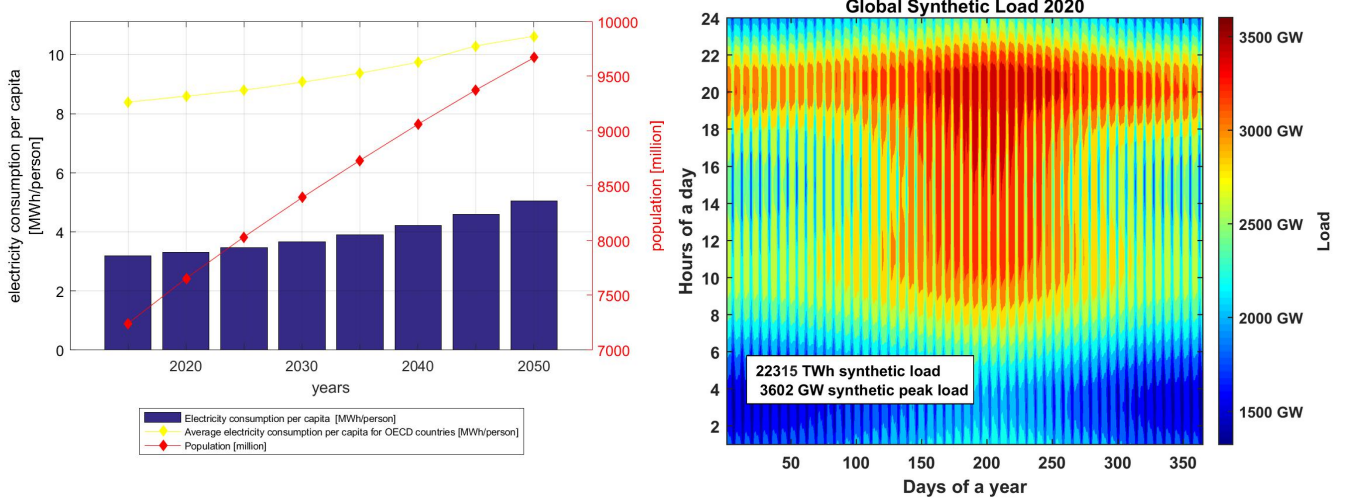 electricity consumption per capita
[MWh/person]
10
8
6
4
2
0
10000
9500
9000
8500
8000
7500
7000
population [million]
2020
2030
2040
2050
years
Electricity consumption per capita [MWh/person]
Average electricity consumption per capita for OECD countries [MWh/person]
Population [million]
Global Synthetic Load 2020
Hours of a day
24
22
20
18
16
14
12
10
8
6
4
2
22315 TWh synthetic load
3602 GW synthetic peak load
50
100
150
200
250
300
350
Days of a year
3500 GW
3000 GW
2500 GW
2000 GW
1500 GW
Load